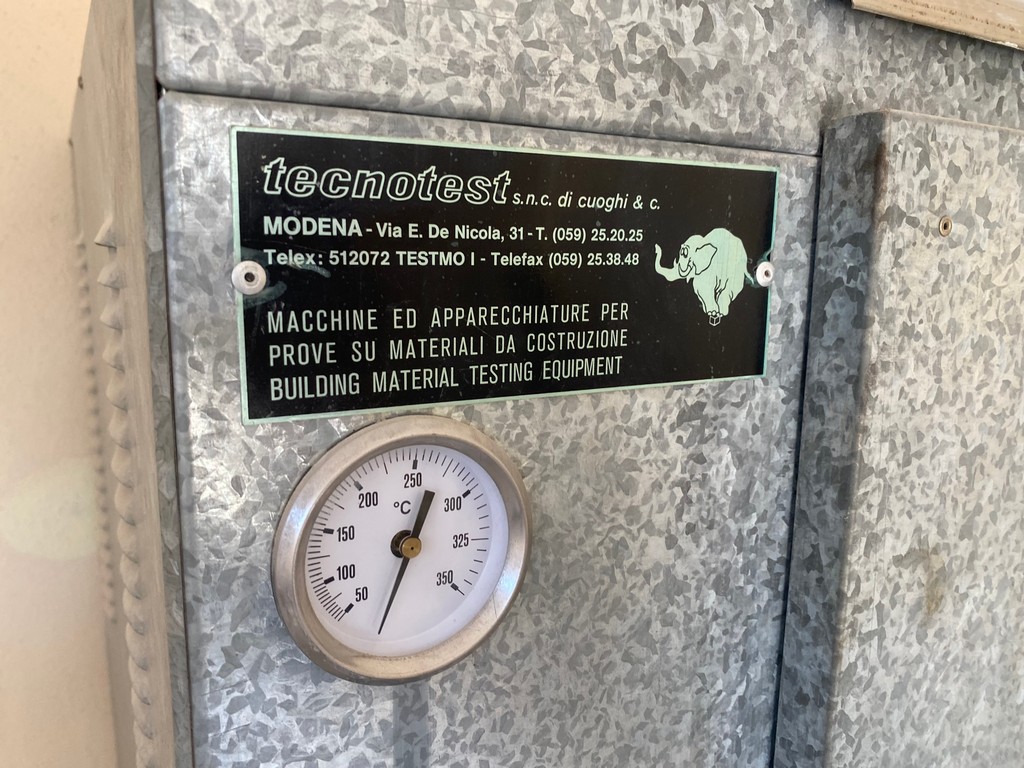 tecnotest s.n.c. di cuoghi & c.
MODENA - Via E. De Nicola, 31 - T. (059) 25.20.25
Telex: 512072 TESTMO I - Telefax (059) 25.38.48
MACCHINE ED APPARECCHIATURE PER
PROVE SU MATERIALI DA COSTRUZIONE
BUILDING MATERIAL TESTING EQUIPMENT
°C
50
100
150
200
250
300
325
350